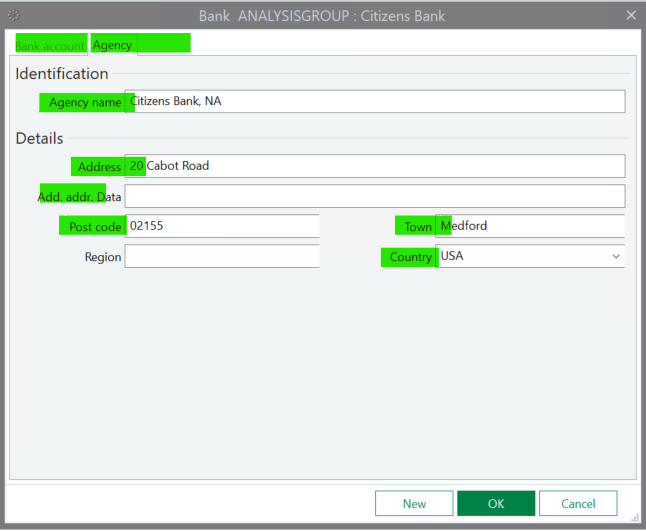 Bank ANALYSISGROUP : Citizens Bank
Bank account Agency
Identification
Agency name Citizens Bank, NA
Details
Address 20 Cabot Road
Add. addr. Data
Post code 02155 Town Medford
Region Country USA
New OK Cancel